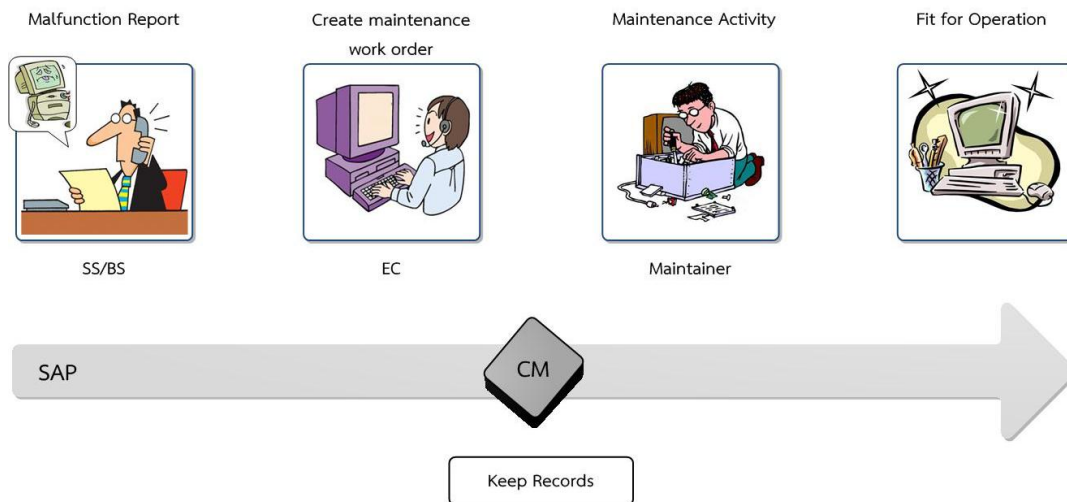 Malfunction Report
Create maintenance
work order
Maintenance Activity
Fit for Operation
SS/BS
EC
Maintainer
SAP
CM
Keep Records